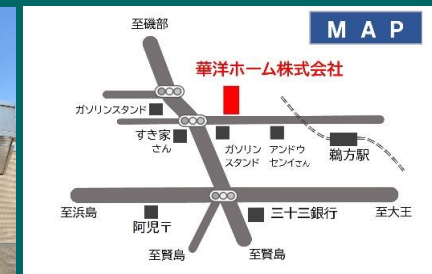 至磯部
MAP
華洋ホーム株式会社
ガソリンスタンド
すき家
さん
ガソリン
スタンド
アンドウ
センイさん
鵜方駅
至浜島
阿児〒
三十三銀行
至大王
至賢島
至賢島